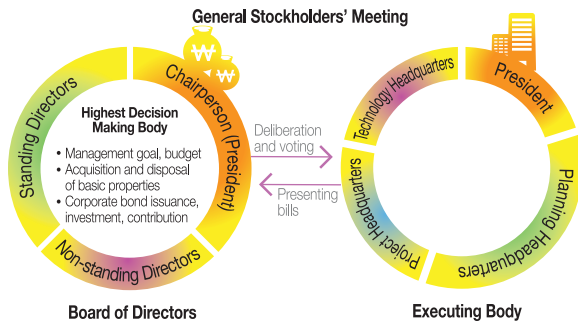 General Stockholders' Meeting
Standing Directors
Chairperson (President)
Non-standing Directors
₩
₩
Highest Decision
Making Body
• Management goal, budget
• Acquisition and disposal
of basic properties
• Corporate bond issuance,
investment, contribution
Deliberation
and voting
Presenting
bills
Technology Headquarters
President
Project Headquarters
Planning Headquarters
Board of Directors
Executing Body